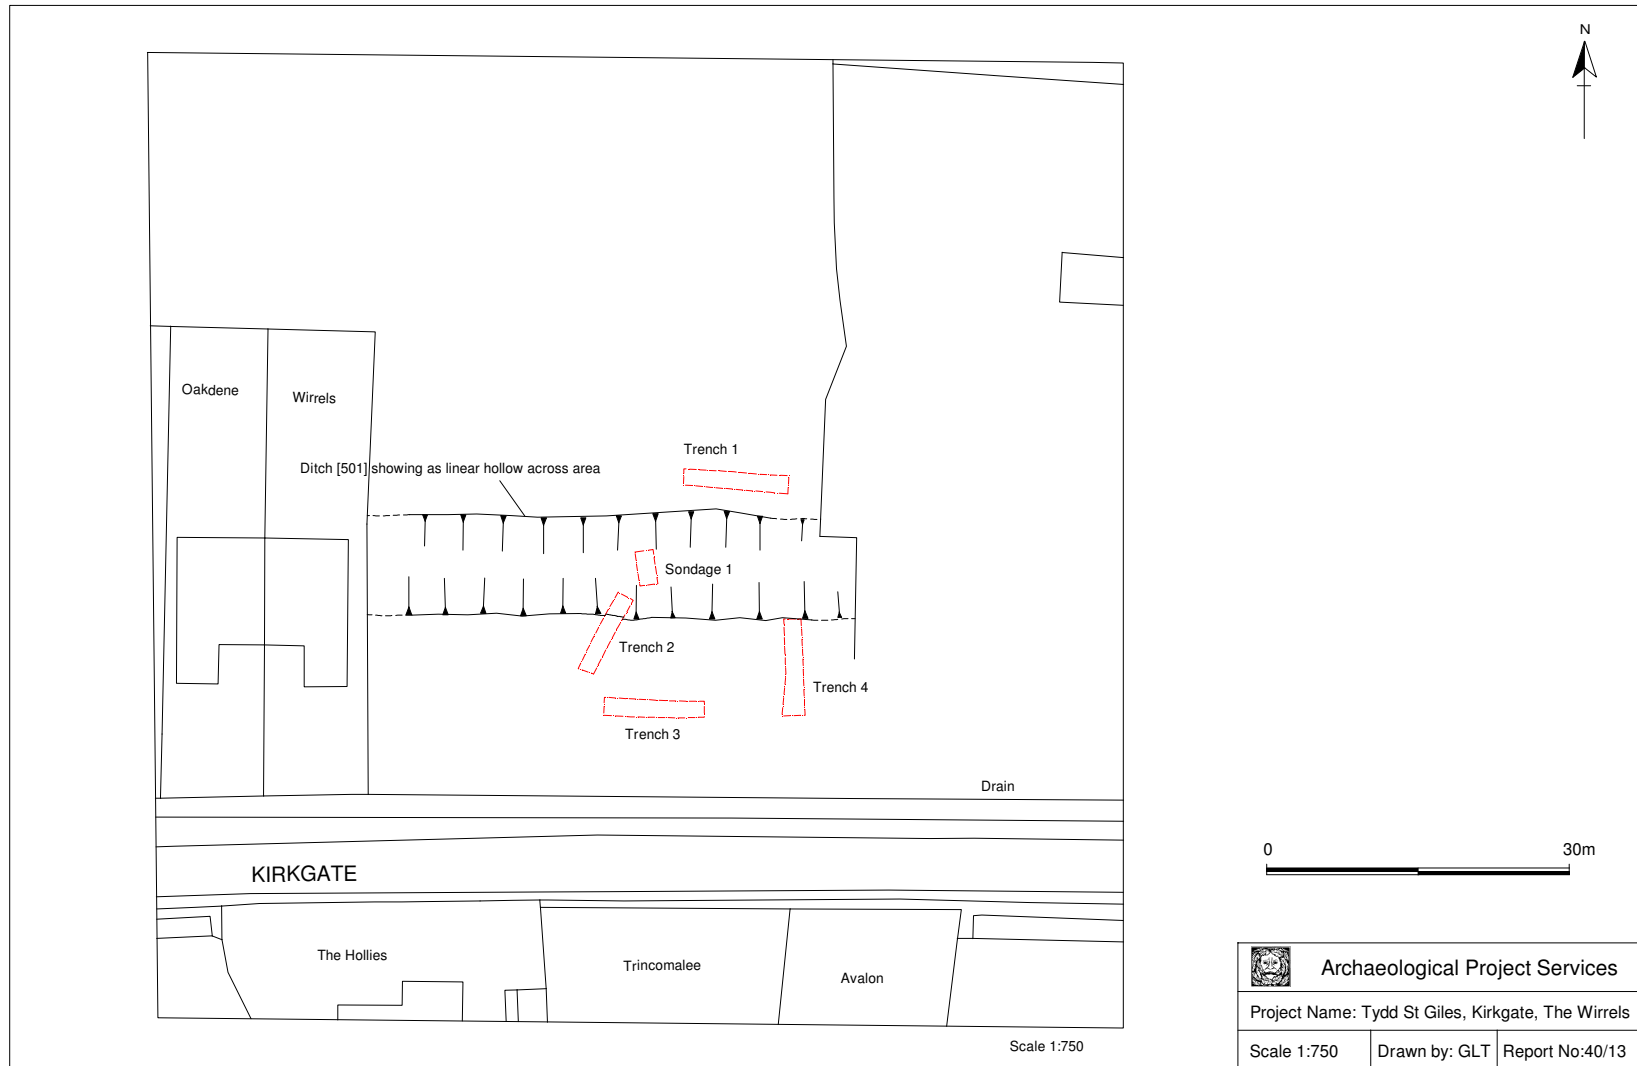 N
Oakdene
Wirrels
Trench 1
Ditch [501] showing as linear hollow across area
Sondage 1
Trench 2
Trench 4
Trench 3
Drain
0 30m
KIRKGATE
The Hollies
Trincomalee
Avalon
Scale 1:750
Archaeological Project Services
Project Name: Tydd St Giles, Kirkgate, The Wirrels
Scale 1:750 Drawn by: GLT Report No:40/13